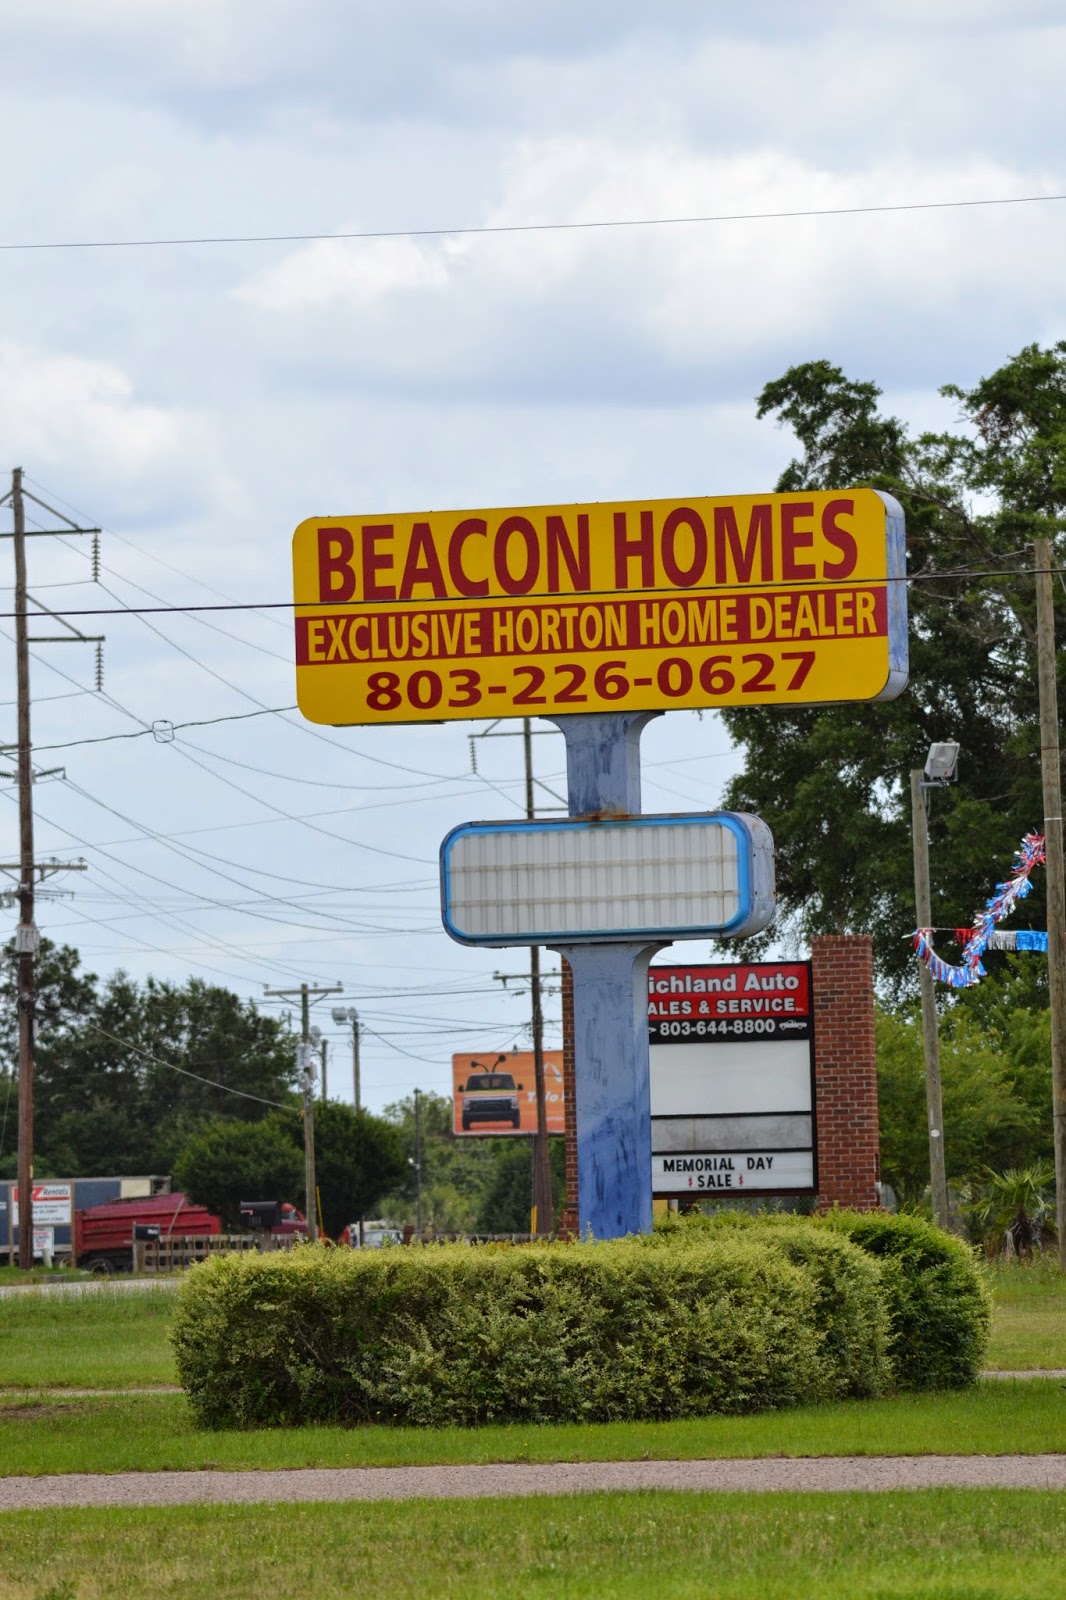 BEACON HOMES
EXCLUSIVE HORTON HOME DEALER
803-226-0627
ichland Auto
ALES & SERVICE
803-644-8800
MEMORIAL DAY
$ SALE $
Rentals